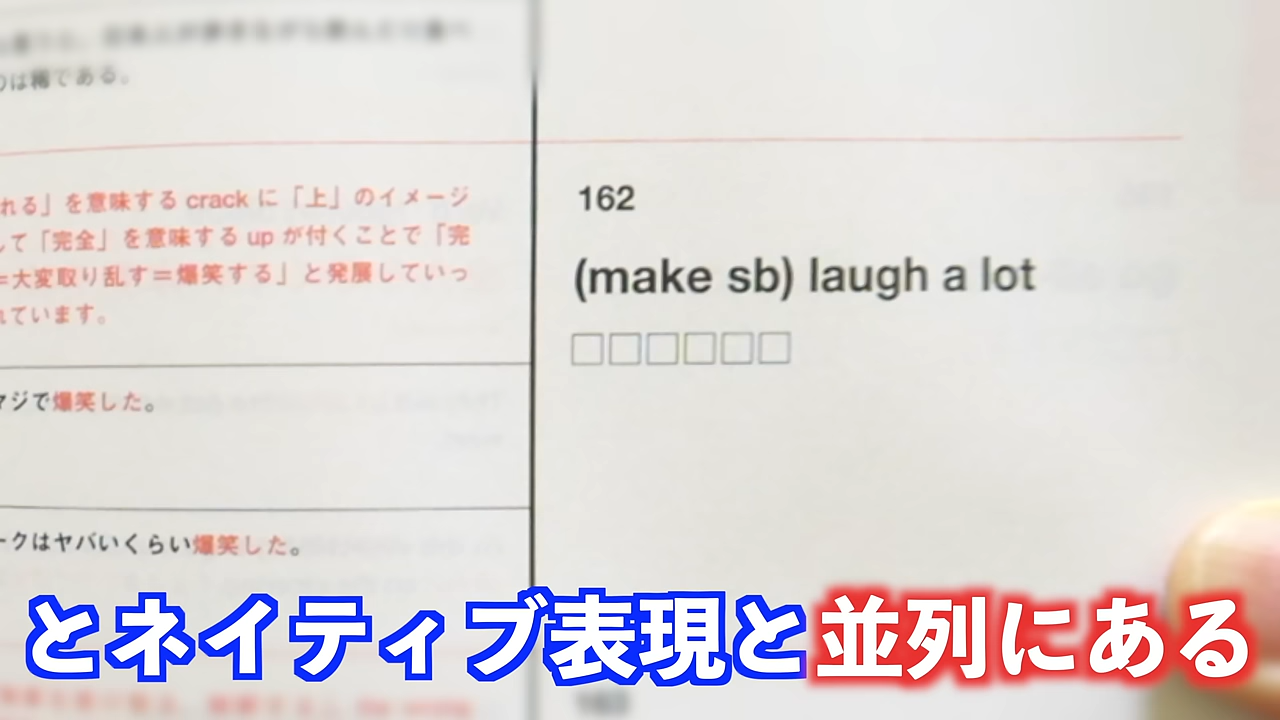 のは稀である。
れる」を意味する crack に「上」のイメージ
して「完全」を意味する up が付くことで「完
=大変取り乱す=爆笑する」と発展していっ
れています。
マジで爆笑した。
ークはヤバいくらい爆笑した。
162
(make sb) laugh a lot
□□□□□□
163
とネイティブ表現と並列にある